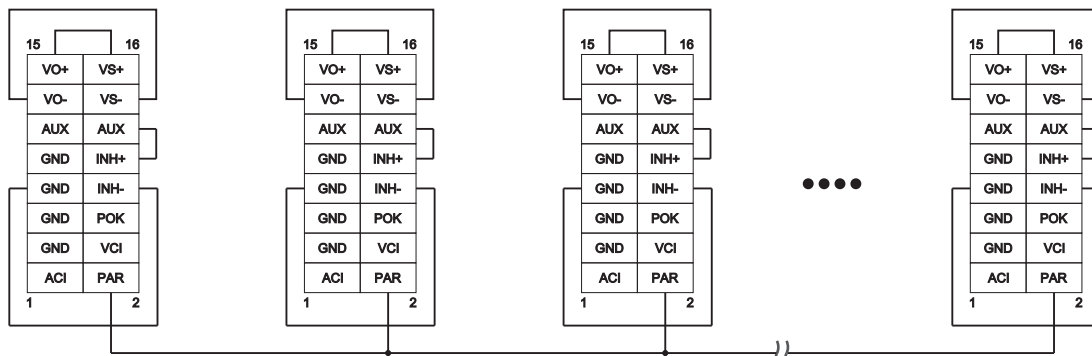 15 16 15 16 15 16 15 16
VO+ VS+ VO+ VS+ VO+ VS+ VO+ VS+
VO- VS- VO- VS- VO- VS- VO- VS-
AUX AUX AUX AUX AUX AUX AUX AUX
GND INH+ GND INH+ GND INH+ GND INH+
GND INH- GND INH- GND INH- GND INH-
GND POK GND POK GND POK GND POK
GND VCI GND VCI GND VCI GND VCI
ACI PAR ACI PAR ACI PAR ACI PAR
1 2 1 2 1 2 1 2